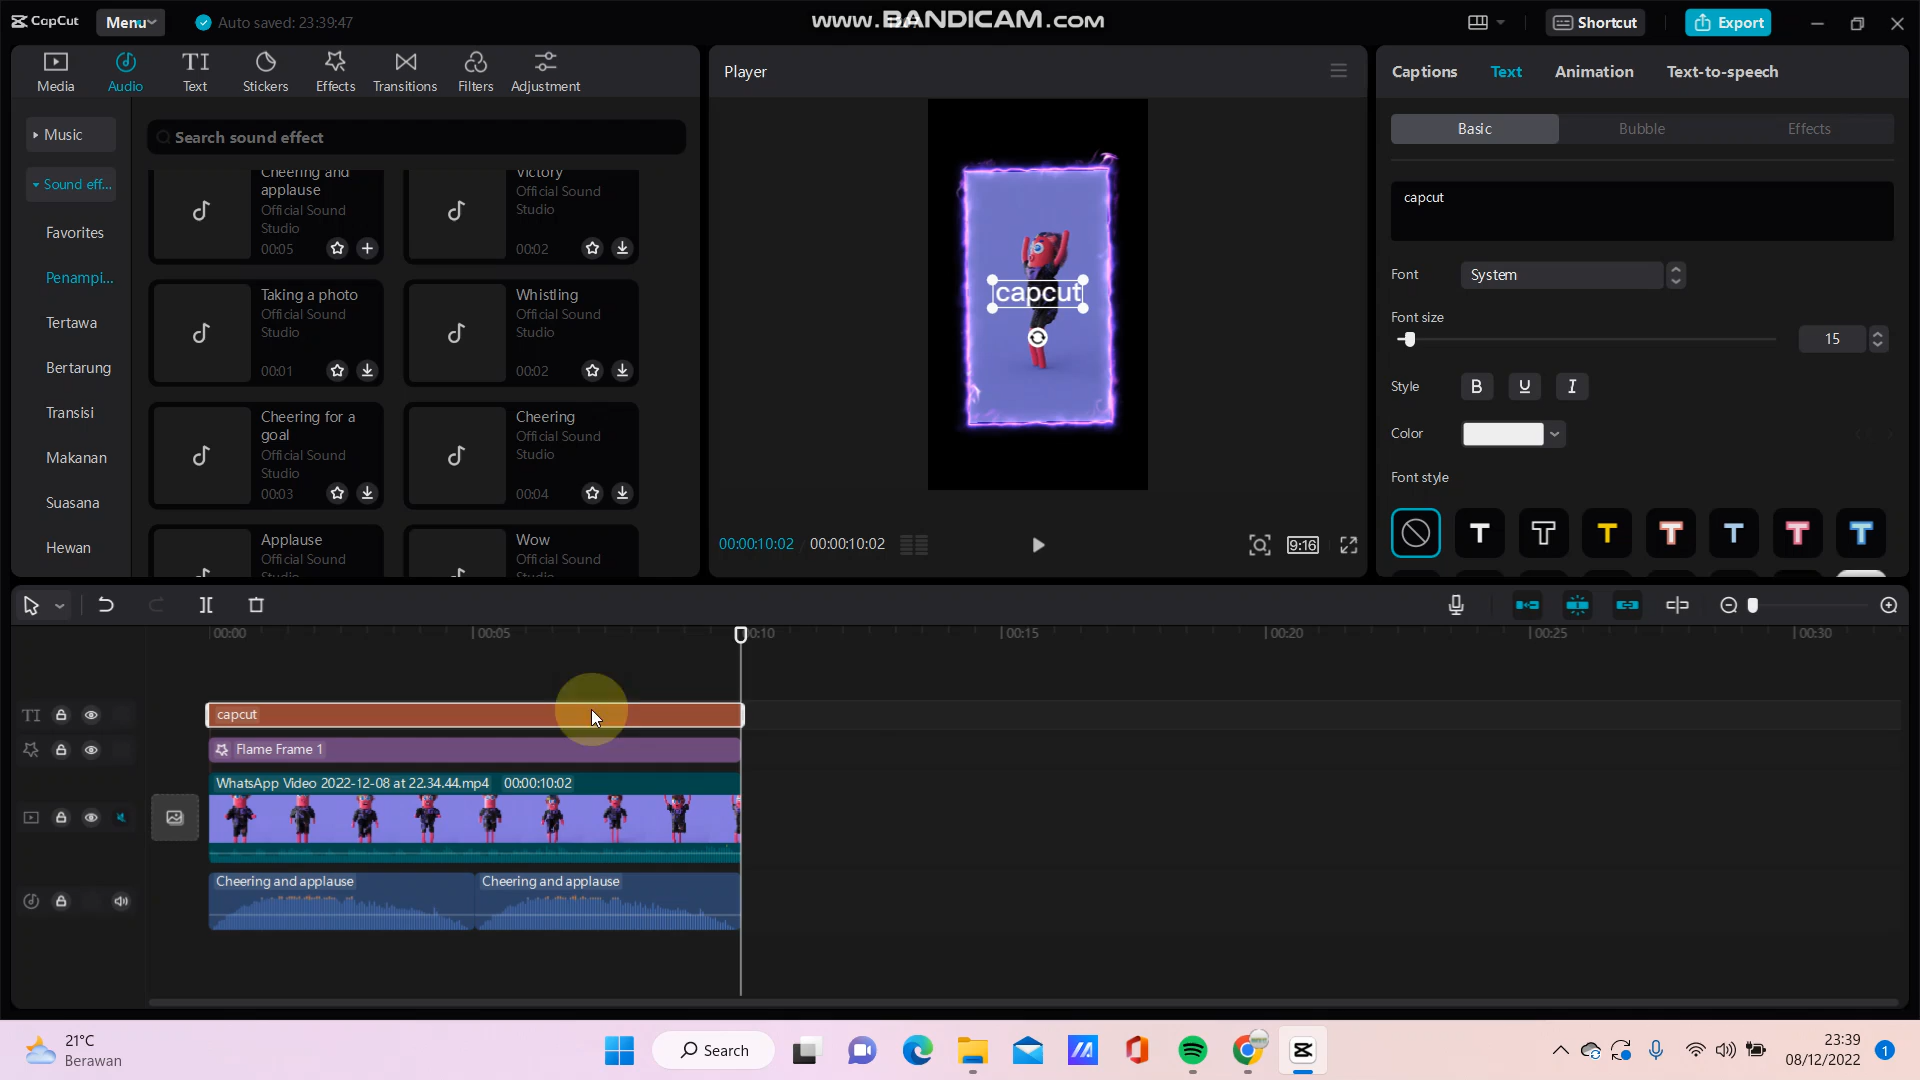 CapCut
Menu
Auto saved: 23:39:47
www.BANDICAM.com
Shortcut
Export
Media
Audio
Text
Stickers
Effects
Transitions
Filters
Adjustment
Player
Captions
Text
Animation
Text-to-speech
Music
Sound eff...
Favorites
Penampi...
Tertawa
Bertarung
Transisi
Makanan
Suasana
Hewan
Search sound effect
Cheering and
applause
Official Sound
Studio
00:05
Victory
Official Sound
Studio
00:02
Taking a photo
Official Sound
Studio
00:01
Whistling
Official Sound
Studio
00:02
Cheering for a
goal
Official Sound
Studio
00:03
Cheering
Official Sound
Studio
00:04
Applause
Official Sound
Wow
Official Sound
capcut
00:00:10:02
00:00:10:02
9:16
Basic
Bubble
Effects
capcut
Font
System
Font size
15
Style
B U I
Color
Font style
T T T T T T T
00:00
00:05
00:10
00:15
00:20
00:25
00:30
TI
capcut
Flame Frame 1
WhatsApp Video 2022-12-08 at 22.34.44.mp4 00:00:10:02
Cheering and applause
Cheering and applause
21°C
Berawan
Search
23:39
08/12/2022
1